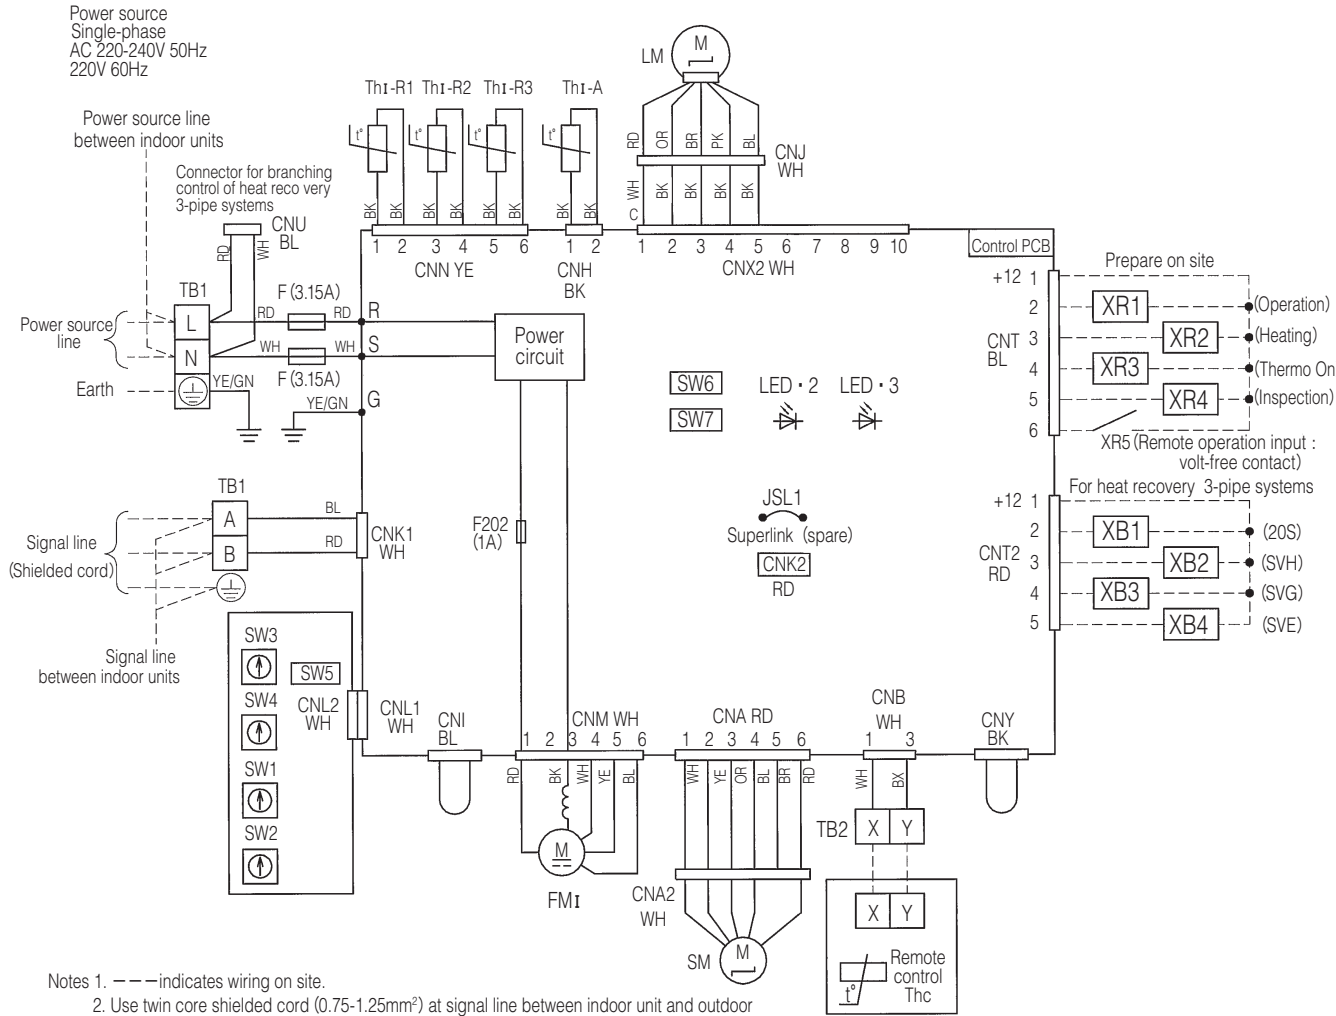 Power source
Single-phase
AC 220-240V 50Hz
220V 60Hz
Power source line
between indoor units
Connector for branching
control of heat reco very
3-pipe systems
CNU
BL
RD
WH
ThI-R1 ThI-R2 ThI-R3 ThI-A
t° t° t° t°
BK BK BK BK BK BK BK BK
1 2 3 4 5 6
CNN YE
1 2
CNH
BK
LM
M
RD OR BR PK BL
CNJ
WH
WH BK BK BK BK
C
1 2 3 4 5 6 7 8 9 10
CNX2 WH
Control PCB
TB1
F (3.15A)
Power source
line
L
RD RD
R
N
WH WH
S
F (3.15A)
Earth
YE/GN
YE/GN
G
Power
circuit
SW6
SW7
LED・2 LED・3
JSL1
Superlink (spare)
CNK2
RD
F202
(1A)
Prepare on site
+12 1
2 XR1 (Operation)
CNT
BL
3 XR2 (Heating)
4 XR3 (Thermo On
5 XR4 (Inspection)
6
XR5 (Remote operation input :
volt-free contact)
For heat recovery 3-pipe systems
+12 1
2 XB1 (20S)
CNT2
RD
3 XB2 (SVH)
4 XB3 (SVG)
5 XB4 (SVE)
TB1
Signal line
(Shielded cord)
A
BL
B
RD
CNK1
WH
Signal line
between indoor units
SW3
SW5
SW4
CNL2
WH
CNL1
WH
SW1
SW2
CNI
BL
CNM WH
1 2 3 4 5 6
RD BK WH YE BL
M
FMI
CNA RD
1 2 3 4 5 6
WH YE OR BL BR RD
CNA2
WH
SM
M
CNB
WH
1 3
WH BX
TB2
X Y
X Y
Remote
control
Thc
t°
CNY
BK
Notes 1. − − − indicates wiring on site.
2. Use twin core shielded cord (0.75-1.25mm²) at signal line between indoor unit and outdoor